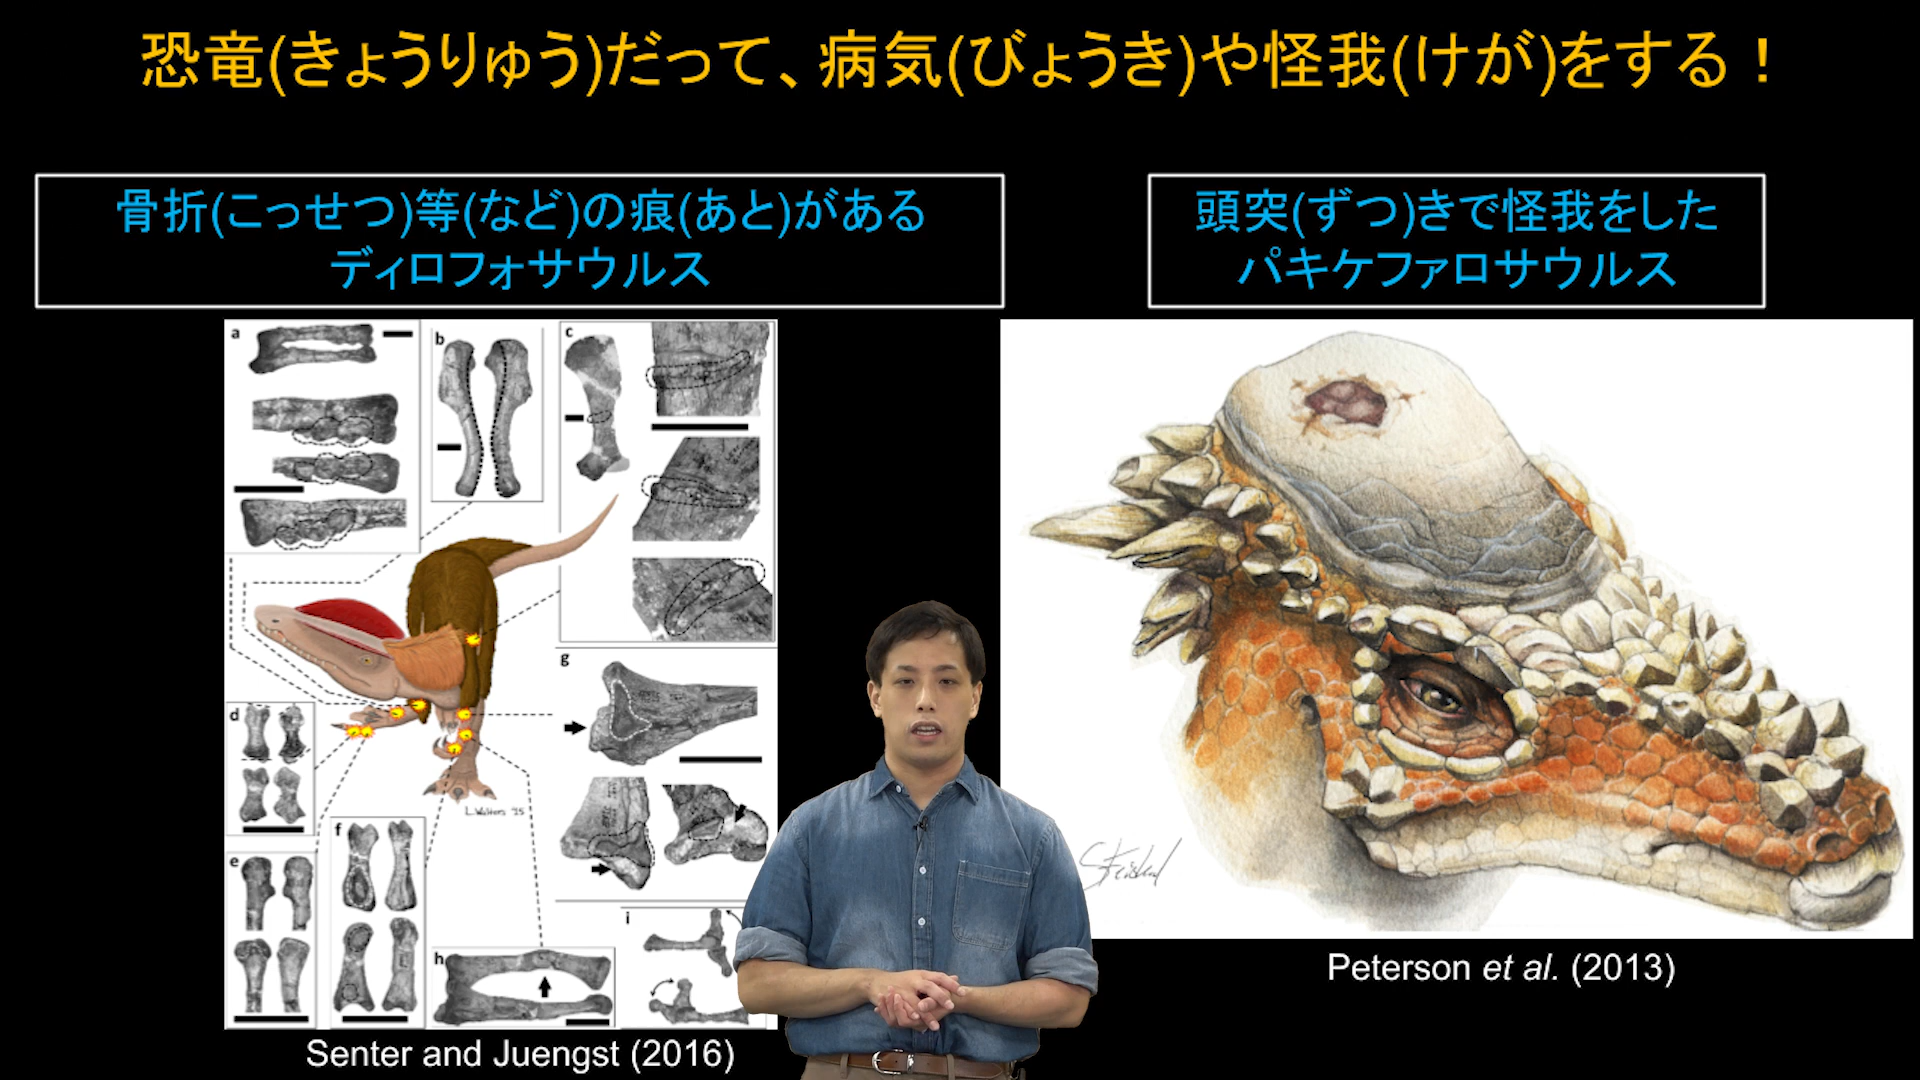 恐竜(きょうりゅう)だって、病気(びょうき)や怪我(けが)をする！
骨折(こっせつ)等(など)の痕(あと)がある
ディロフォサウルス
頭突(ずつ)きで怪我をした
パキケファロサウルス
a
b
c
g
d
L. Walters 95
f
e
i
h
Peterson et al. (2013)
Senter and Juengst (2016)